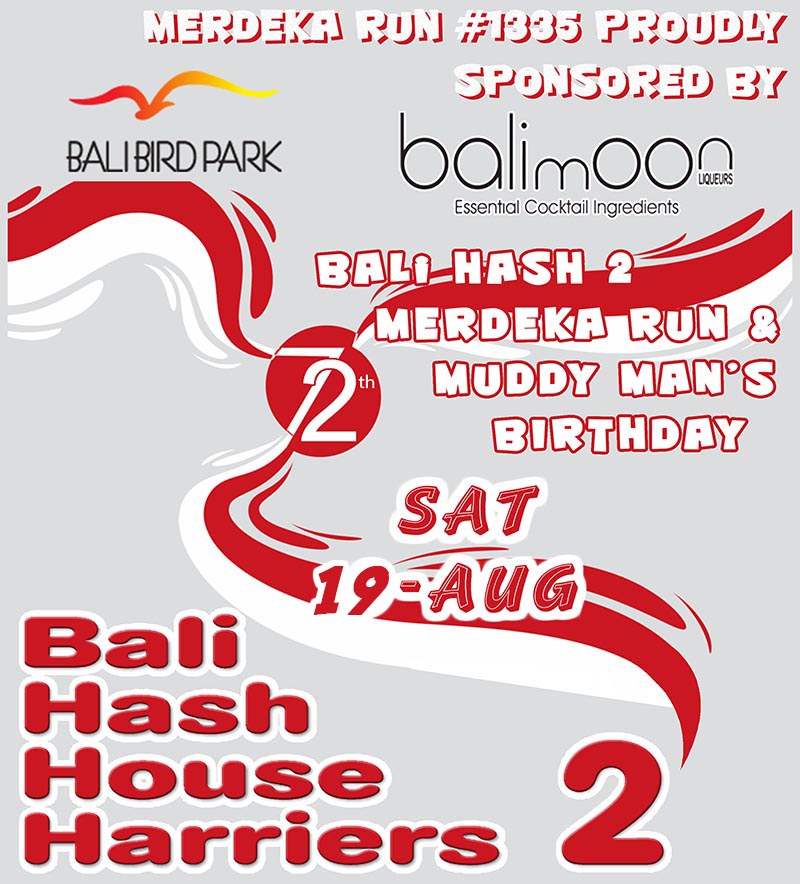 MERDEKA RUN #1335 PROUDLY
SPONSORED BY
BALI BIRD PARK
balimoon
LIQUEURS
Essential Cocktail Ingredients
BALI HASH 2
MERDEKA RUN &
MUDDY MAN'S
BIRTHDAY
72th
SAT
19-AUG
Bali
Hash
House
Harriers 2